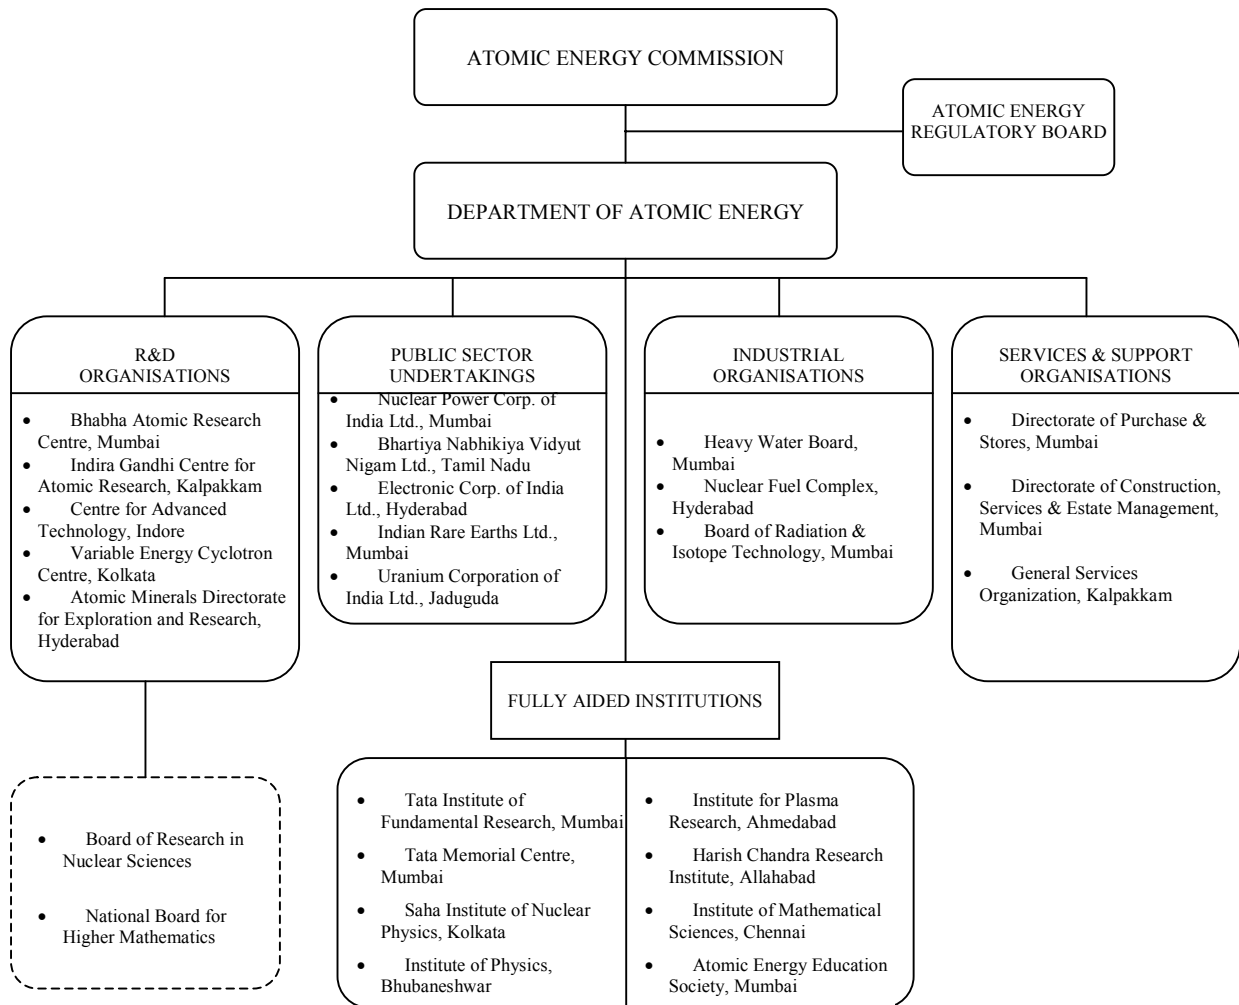 ATOMIC ENERGY COMMISSION
ATOMIC ENERGY
REGULATORY BOARD
DEPARTMENT OF ATOMIC ENERGY
R&D
ORGANISATIONS
• Bhabha Atomic Research
Centre, Mumbai
• Indira Gandhi Centre for
Atomic Research, Kalpakkam
• Centre for Advanced
Technology, Indore
• Variable Energy Cyclotron
Centre, Kolkata
• Atomic Minerals Directorate
for Exploration and Research,
Hyderabad
PUBLIC SECTOR
UNDERTAKINGS
• Nuclear Power Corp. of
India Ltd., Mumbai
• Bhartiya Nabhikiya Vidyut
Nigam Ltd., Tamil Nadu
• Electronic Corp. of India
Ltd., Hyderabad
• Indian Rare Earths Ltd.,
Mumbai
• Uranium Corporation of
India Ltd., Jaduguda
INDUSTRIAL
ORGANISATIONS
• Heavy Water Board,
Mumbai
• Nuclear Fuel Complex,
Hyderabad
• Board of Radiation &
Isotope Technology, Mumbai
SERVICES & SUPPORT
ORGANISATIONS
• Directorate of Purchase &
Stores, Mumbai
• Directorate of Construction,
Services & Estate Management,
Mumbai
• General Services
Organization, Kalpakkam
FULLY AIDED INSTITUTIONS
• Board of Research in
Nuclear Sciences
• National Board for
Higher Mathematics
• Tata Institute of
Fundamental Research, Mumbai
• Tata Memorial Centre,
Mumbai
• Saha Institute of Nuclear
Physics, Kolkata
• Institute of Physics,
Bhubaneshwar
• Institute for Plasma
Research, Ahmedabad
• Harish Chandra Research
Institute, Allahabad
• Institute of Mathematical
Sciences, Chennai
• Atomic Energy Education
Society, Mumbai